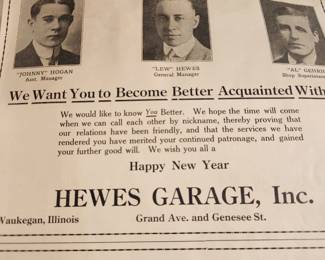 "JOHNNY" HOGAN
Asst. Manager
"LEW" HEWES
General Manager
"AL" GEHRIG
Shop Superinten
We Want You to Become Better Acquainted With
We would like to know You Better. We hope the time will come
when we can call each other by nickname, thereby proving that
our relations have been friendly, and that the services we have
rendered you have merited your continued patronage, and gained
your further good will. We wish you all a
Happy New Year
HEWES GARAGE, Inc.
Waukegan, Illinois
Grand Ave. and Genesee St.